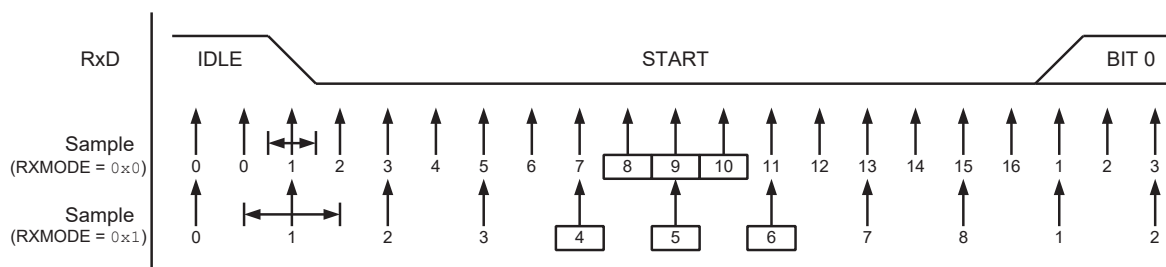 RxD IDLE START BIT 0
Sample
(RXMODE = 0x0) 0 0 1 2 3 4 5 6 7 8 9 10 11 12 13 14 15 16 1 2 3
Sample
(RXMODE = 0x1) 0 1 2 3 4 5 6 7 8 1 2